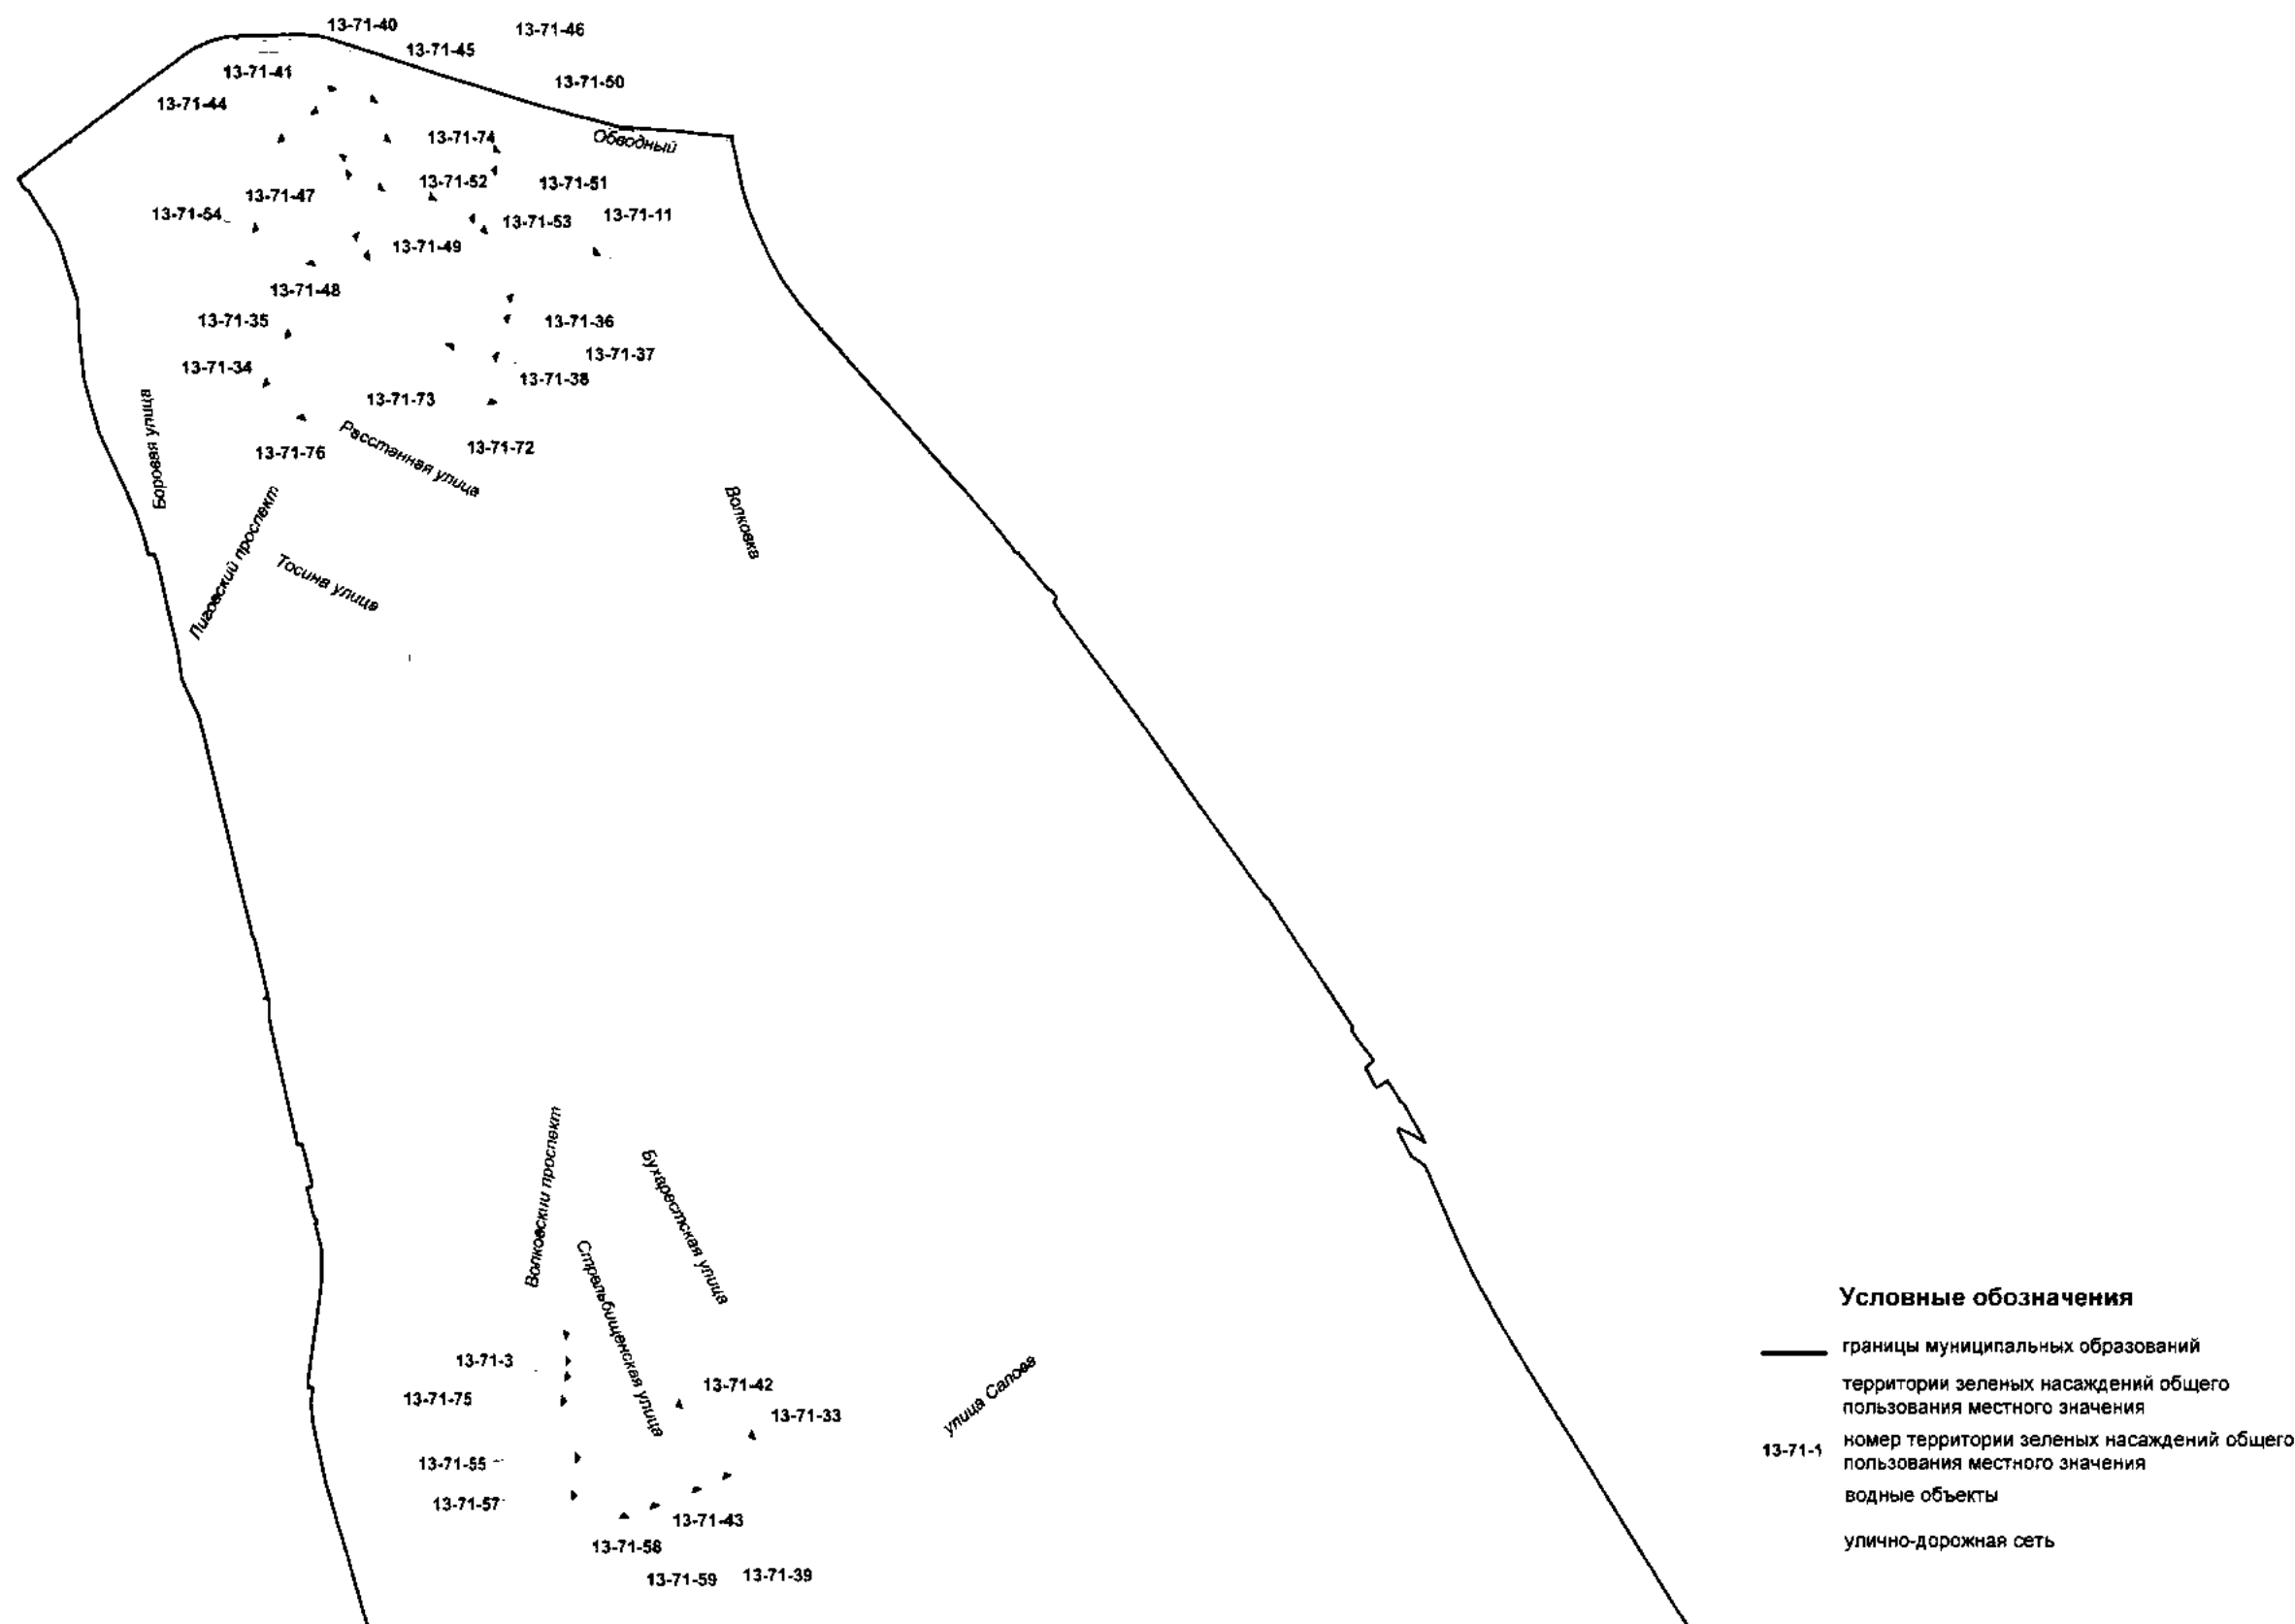 13-71-40
13-71-46
13-71-45
13-71-41
13-71-50
13-71-44
13-71-74
Обводный
13-71-52
13-71-51
13-71-47
13-71-54
13-71-53
13-71-11
13-71-49
13-71-48
13-71-35
13-71-36
13-71-37
13-71-34
13-71-38
13-71-73
Боровая улица
Расстанная улица
13-71-72
13-71-76
Лиговский проспект
Волковка
Тосина улица
Волковский проспект
Бухарестская улица
Стрельбищенская улица
13-71-3
13-71-42
13-71-75
13-71-33
улица Салова
13-71-55
13-71-57
13-71-43
13-71-58
13-71-59
13-71-39
Условные обозначения
границы муниципальных образований
территории зеленых насаждений общего
пользования местного значения
13-71-1
номер территории зеленых насаждений общего
пользования местного значения
водные объекты
улично-дорожная сеть